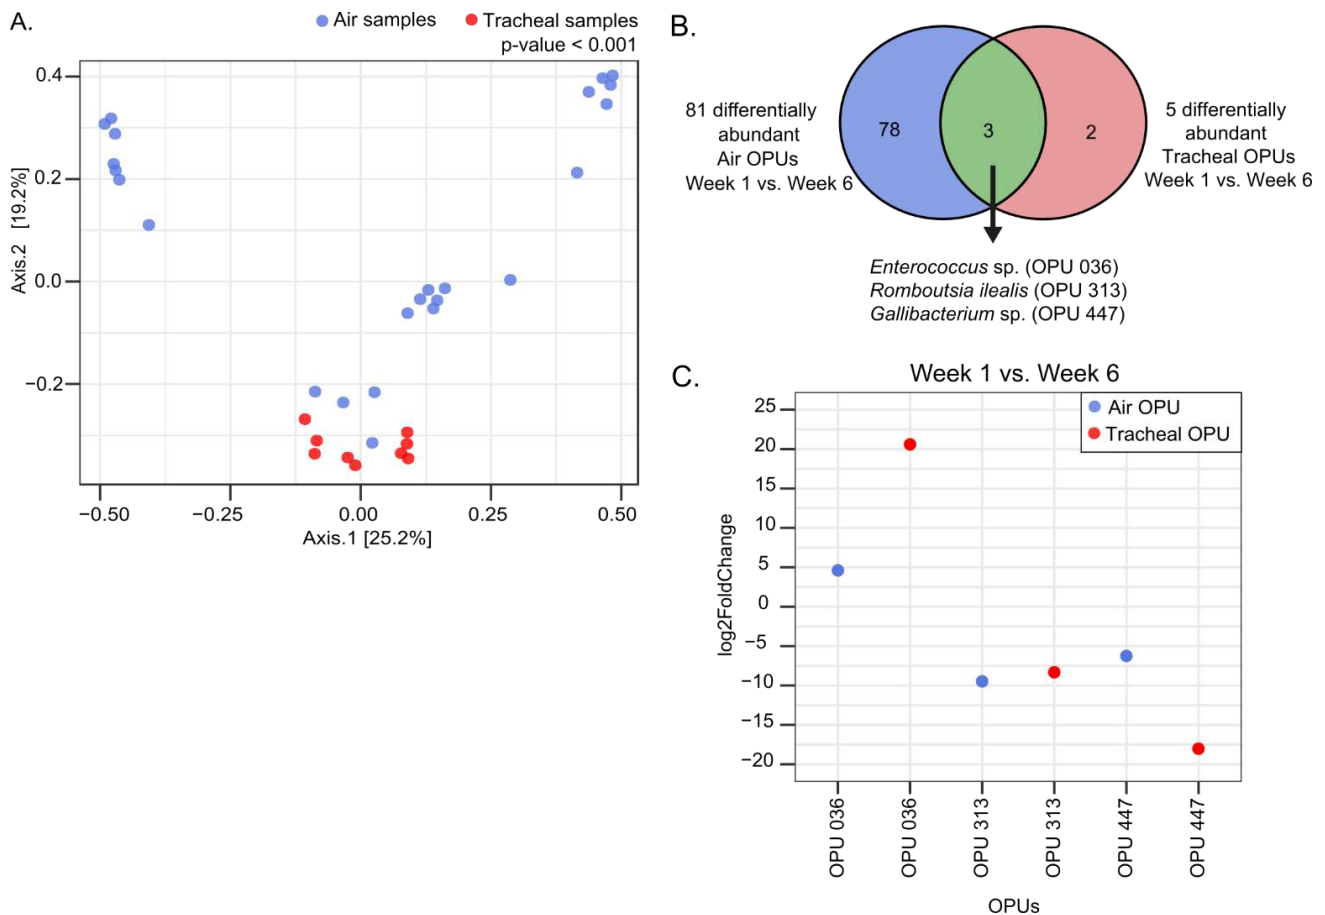 A.
Air samples
Tracheal samples
p-value < 0.001
0.4
0.2
0.0
−0.2
Axis.2 [19.2%]
−0.50
−0.25
0.00
0.25
0.50
Axis.1 [25.2%]
B.
81 differentially
abundant
Air OPUs
Week 1 vs. Week 6
78
3
2
5 differentially
abundant
Tracheal OPUs
Week 1 vs. Week 6
Enterococcus sp. (OPU 036)
Romboutsia ilealis (OPU 313)
Gallibacterium sp. (OPU 447)
C.
Week 1 vs. Week 6
Air OPU
Tracheal OPU
25
20
15
10
5
0
−5
−10
−15
−20
log2FoldChange
OPU 036
OPU 036
OPU 313
OPU 313
OPU 447
OPU 447
OPUs